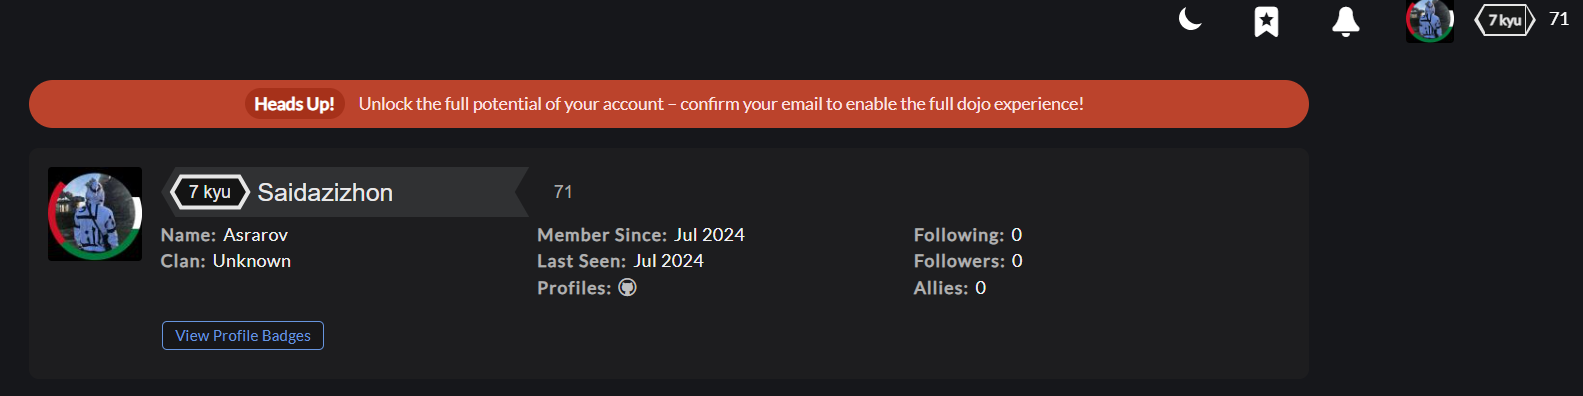 7 kyu 71
Heads Up! Unlock the full potential of your account – confirm your email to enable the full dojo experience!
7 kyu Saidazizhon 71
Name: Asrarov
Clan: Unknown
Member Since: Jul 2024
Last Seen: Jul 2024
Profiles:
Following: 0
Followers: 0
Allies: 0
View Profile Badges